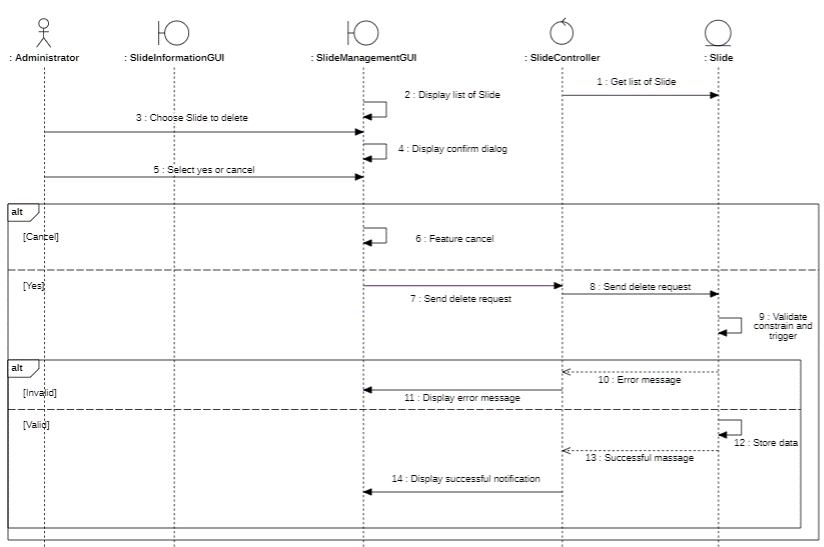 : Administrator
: SlideInformationGUI
: SlideManagementGUI
: SlideController
: Slide
1 : Get list of Slide
2 : Display list of Slide
3 : Choose Slide to delete
4 : Display confirm dialog
5 : Select yes or cancel
alt
[Cancel]
6 : Feature cancel
[Yes]
7 : Send delete request
8 : Send delete request
9 : Validate
constrain and
trigger
alt
10 : Error message
[Invalid]
11 : Display error message
[Valid]
12 : Store data
13 : Successful massage
14 : Display successful notification